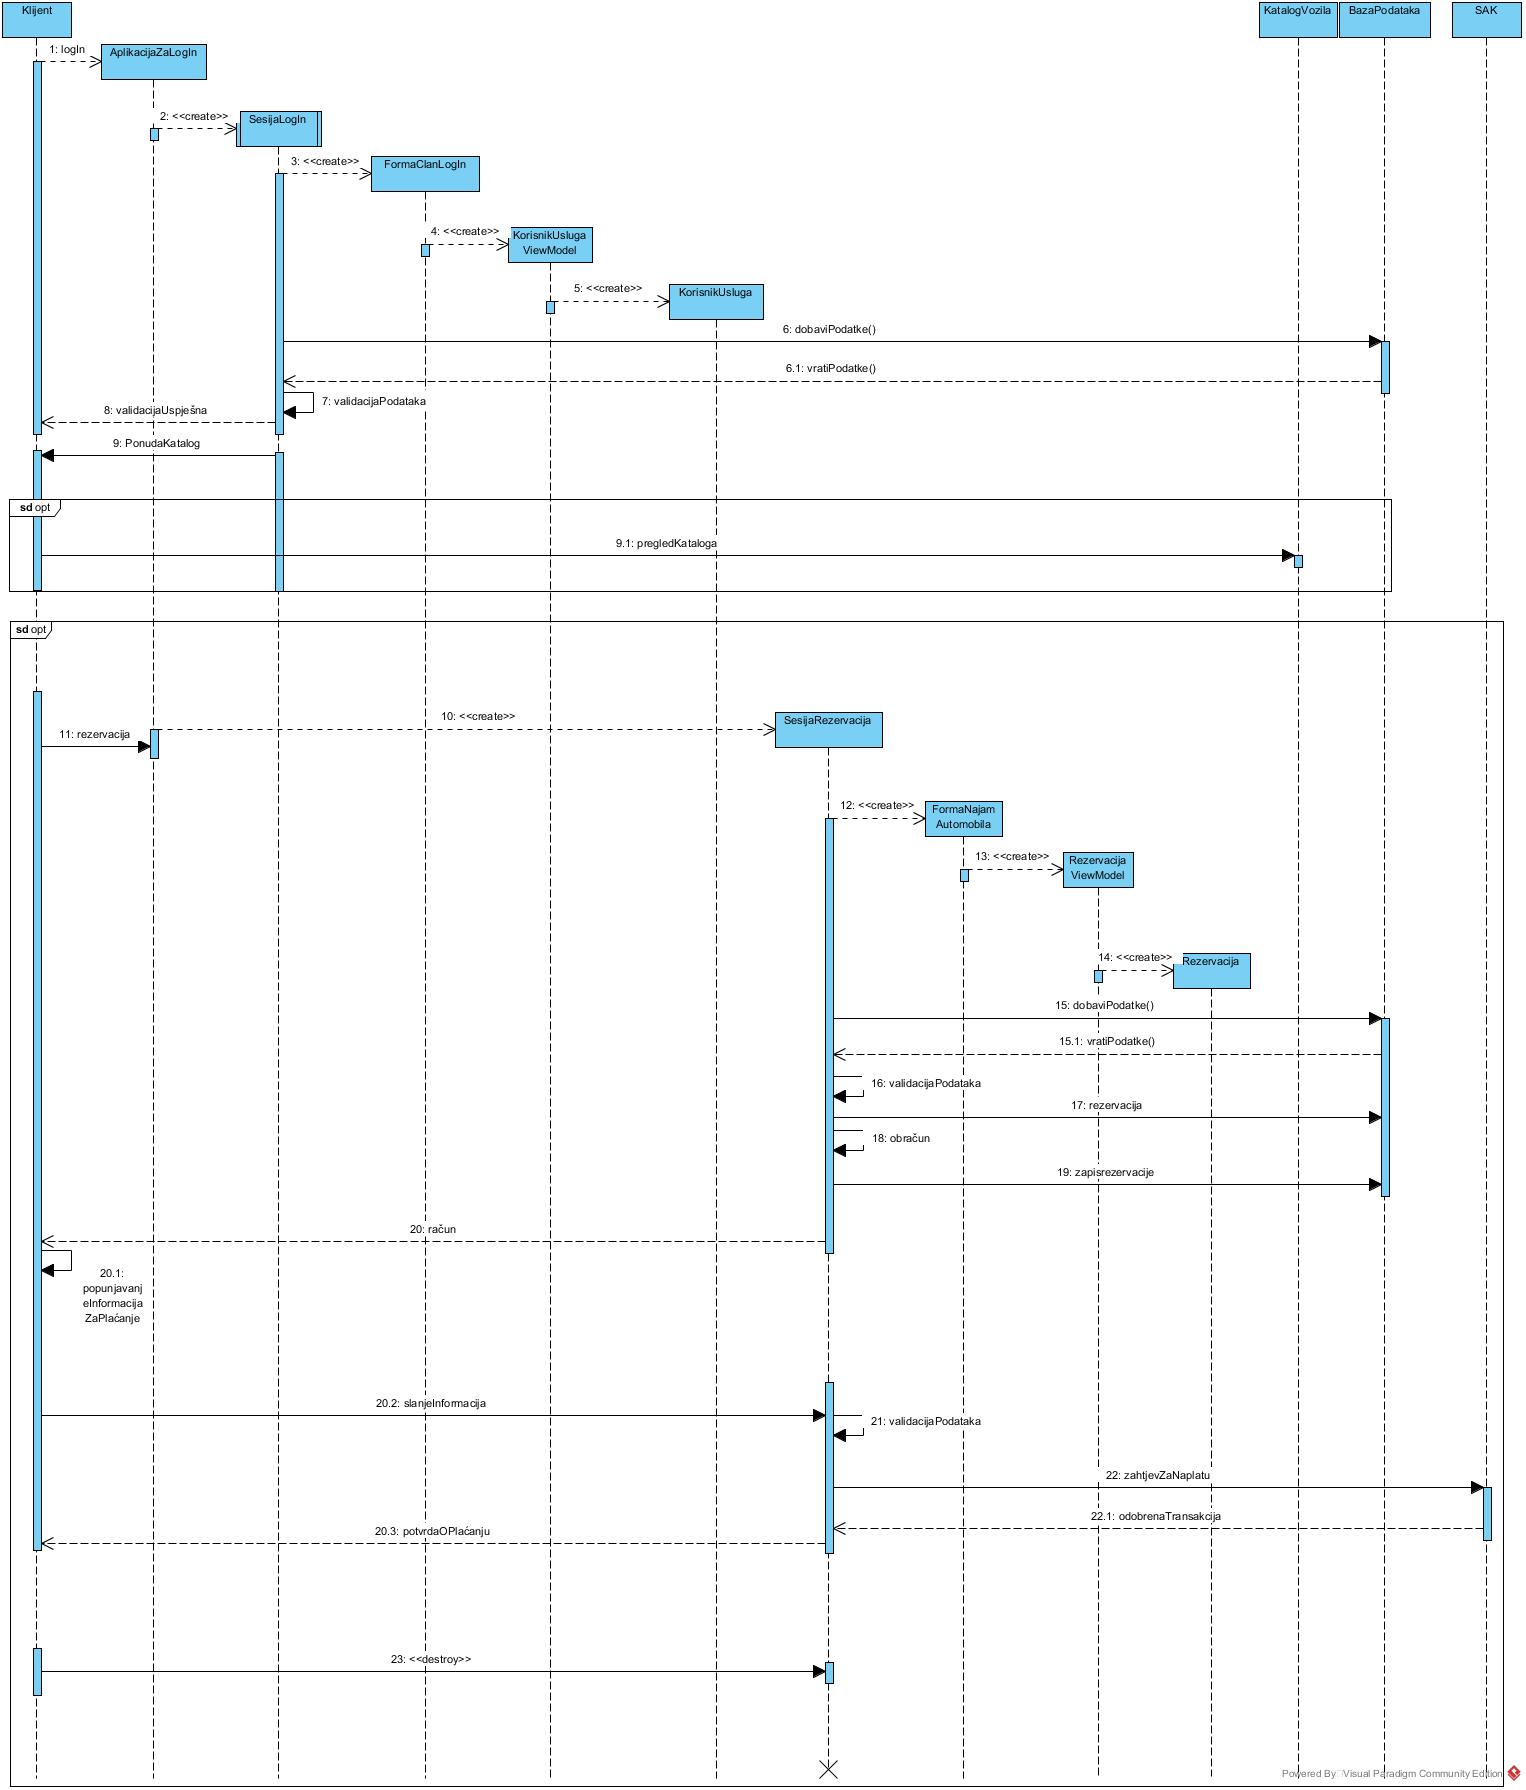 Klijent
KatalogVozila
BazaPodataka
SAK
1: logIn
AplikacijaZaLogIn
2: <<create>>
SesijaLogIn
3: <<create>>
FormaClanLogIn
4: <<create>>
KorisnikUsluga
ViewModel
5: <<create>>
KorisnikUsluga
6: dobaviPodatke()
6.1: vratiPodatke()
7: validacijaPodataka
8: validacijaUspješna
9: PonudaKatalog
sd opt
9.1: pregledKataloga
sd opt
10: <<create>>
SesijaRezervacija
11: rezervacija
12: <<create>>
FormaNajam
Automobila
13: <<create>>
Rezervacija
ViewModel
14: <<create>>
Rezervacija
15: dobaviPodatke()
15.1: vratiPodatke()
16: validacijaPodataka
17: rezervacija
18: obračun
19: zapisrezervacije
20: račun
20.1:
popunjavanj
eInformacija
ZaPlaćanje
20.2: slanjeInformacija
21: validacijaPodataka
22: zahtjevZaNaplatu
22.1: odobrenaTransakcija
20.3: potvrdaOPlaćanju
23: <<destroy>>
Powered By Visual Paradigm Community Edition